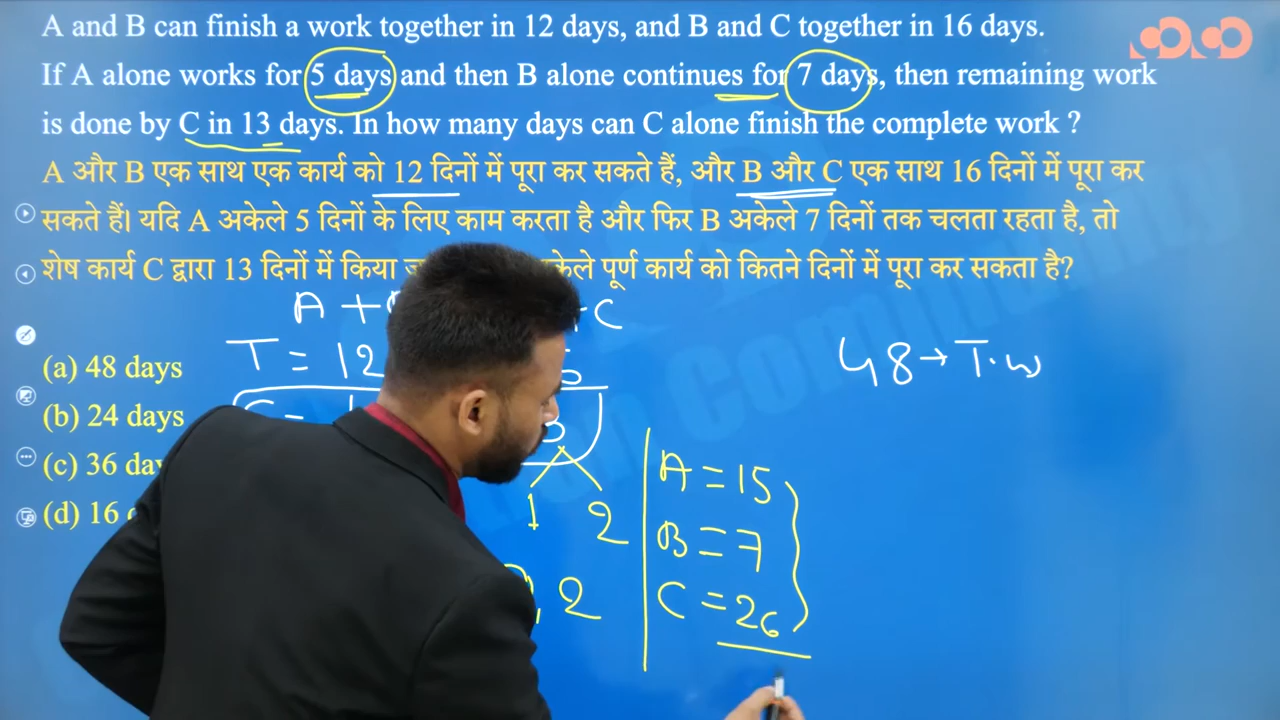 A and B can finish a work together in 12 days, and B and C together in 16 days.
If A alone works for 5 days and then B alone continues for 7 days, then remaining work
is done by C in 13 days. In how many days can C alone finish the complete work ?
A और B एक साथ एक कार्य को 12 दिनों में पूरा कर सकते हैं, और B और C एक साथ 16 दिनों में पूरा कर
सकते हैं। यदि A अकेले 5 दिनों के लिए काम करता है और फिर B अकेले 7 दिनों तक चलता रहता है, तो
शेष कार्य C द्वारा 13 दिनों में किया पूर्ण कार्य को कितने दिनों में पूरा कर सकता है?
A + C
T = 12
48 → T.W
(a) 48 days
(b) 24 days
(c) 36
(d) 16
3
1 2
, 2
A = 15
B = 7
C = 26